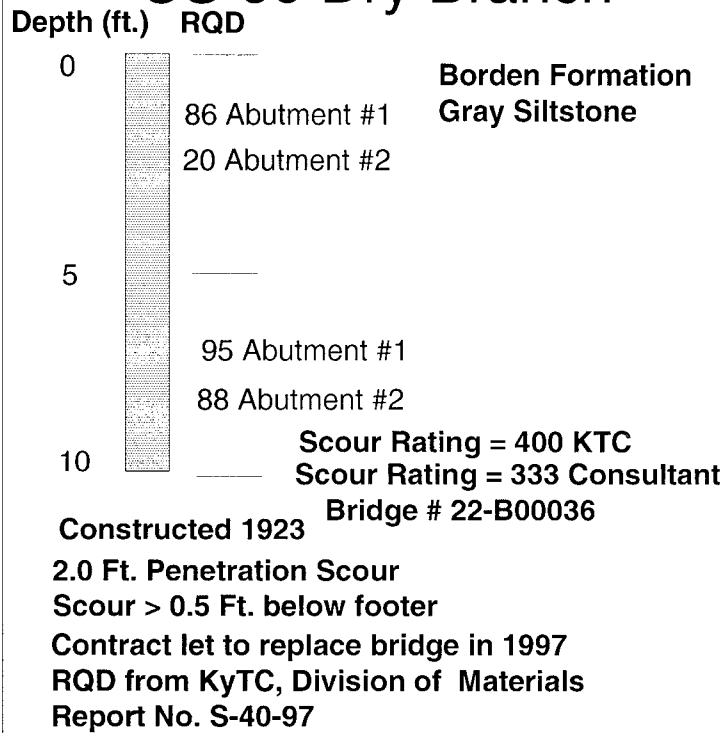 Dry Branch
Depth (ft.) RQD
0
Borden Formation
86 Abutment #1 Gray Siltstone
20 Abutment #2
5
95 Abutment #1
88 Abutment #2
Scour Rating = 400 KTC
10
Scour Rating = 333 Consultant
Bridge # 22-B00036
Constructed 1923
2.0 Ft. Penetration Scour
Scour > 0.5 Ft. below footer
Contract let to replace bridge in 1997
RQD from KyTC, Division of Materials
Report No. S-40-97